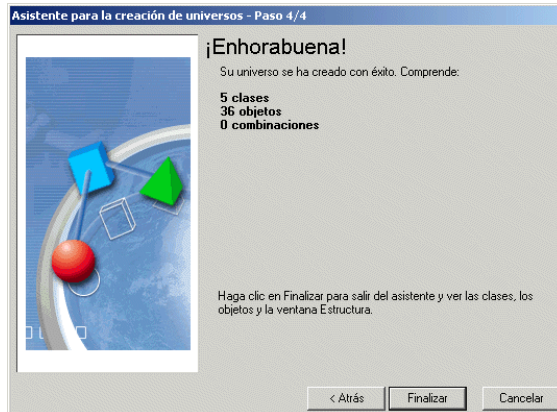 Asistente para la creación de universos - Paso 4/4
¡Enhorabuena!
Su universo se ha creado con éxito. Comprende:
5 clases
36 objetos
0 combinaciones
Haga clic en Finalizar para salir del asistente y ver las clases, los
objetos y la ventana Estructura.
< Atrás
Finalizar
Cancelar